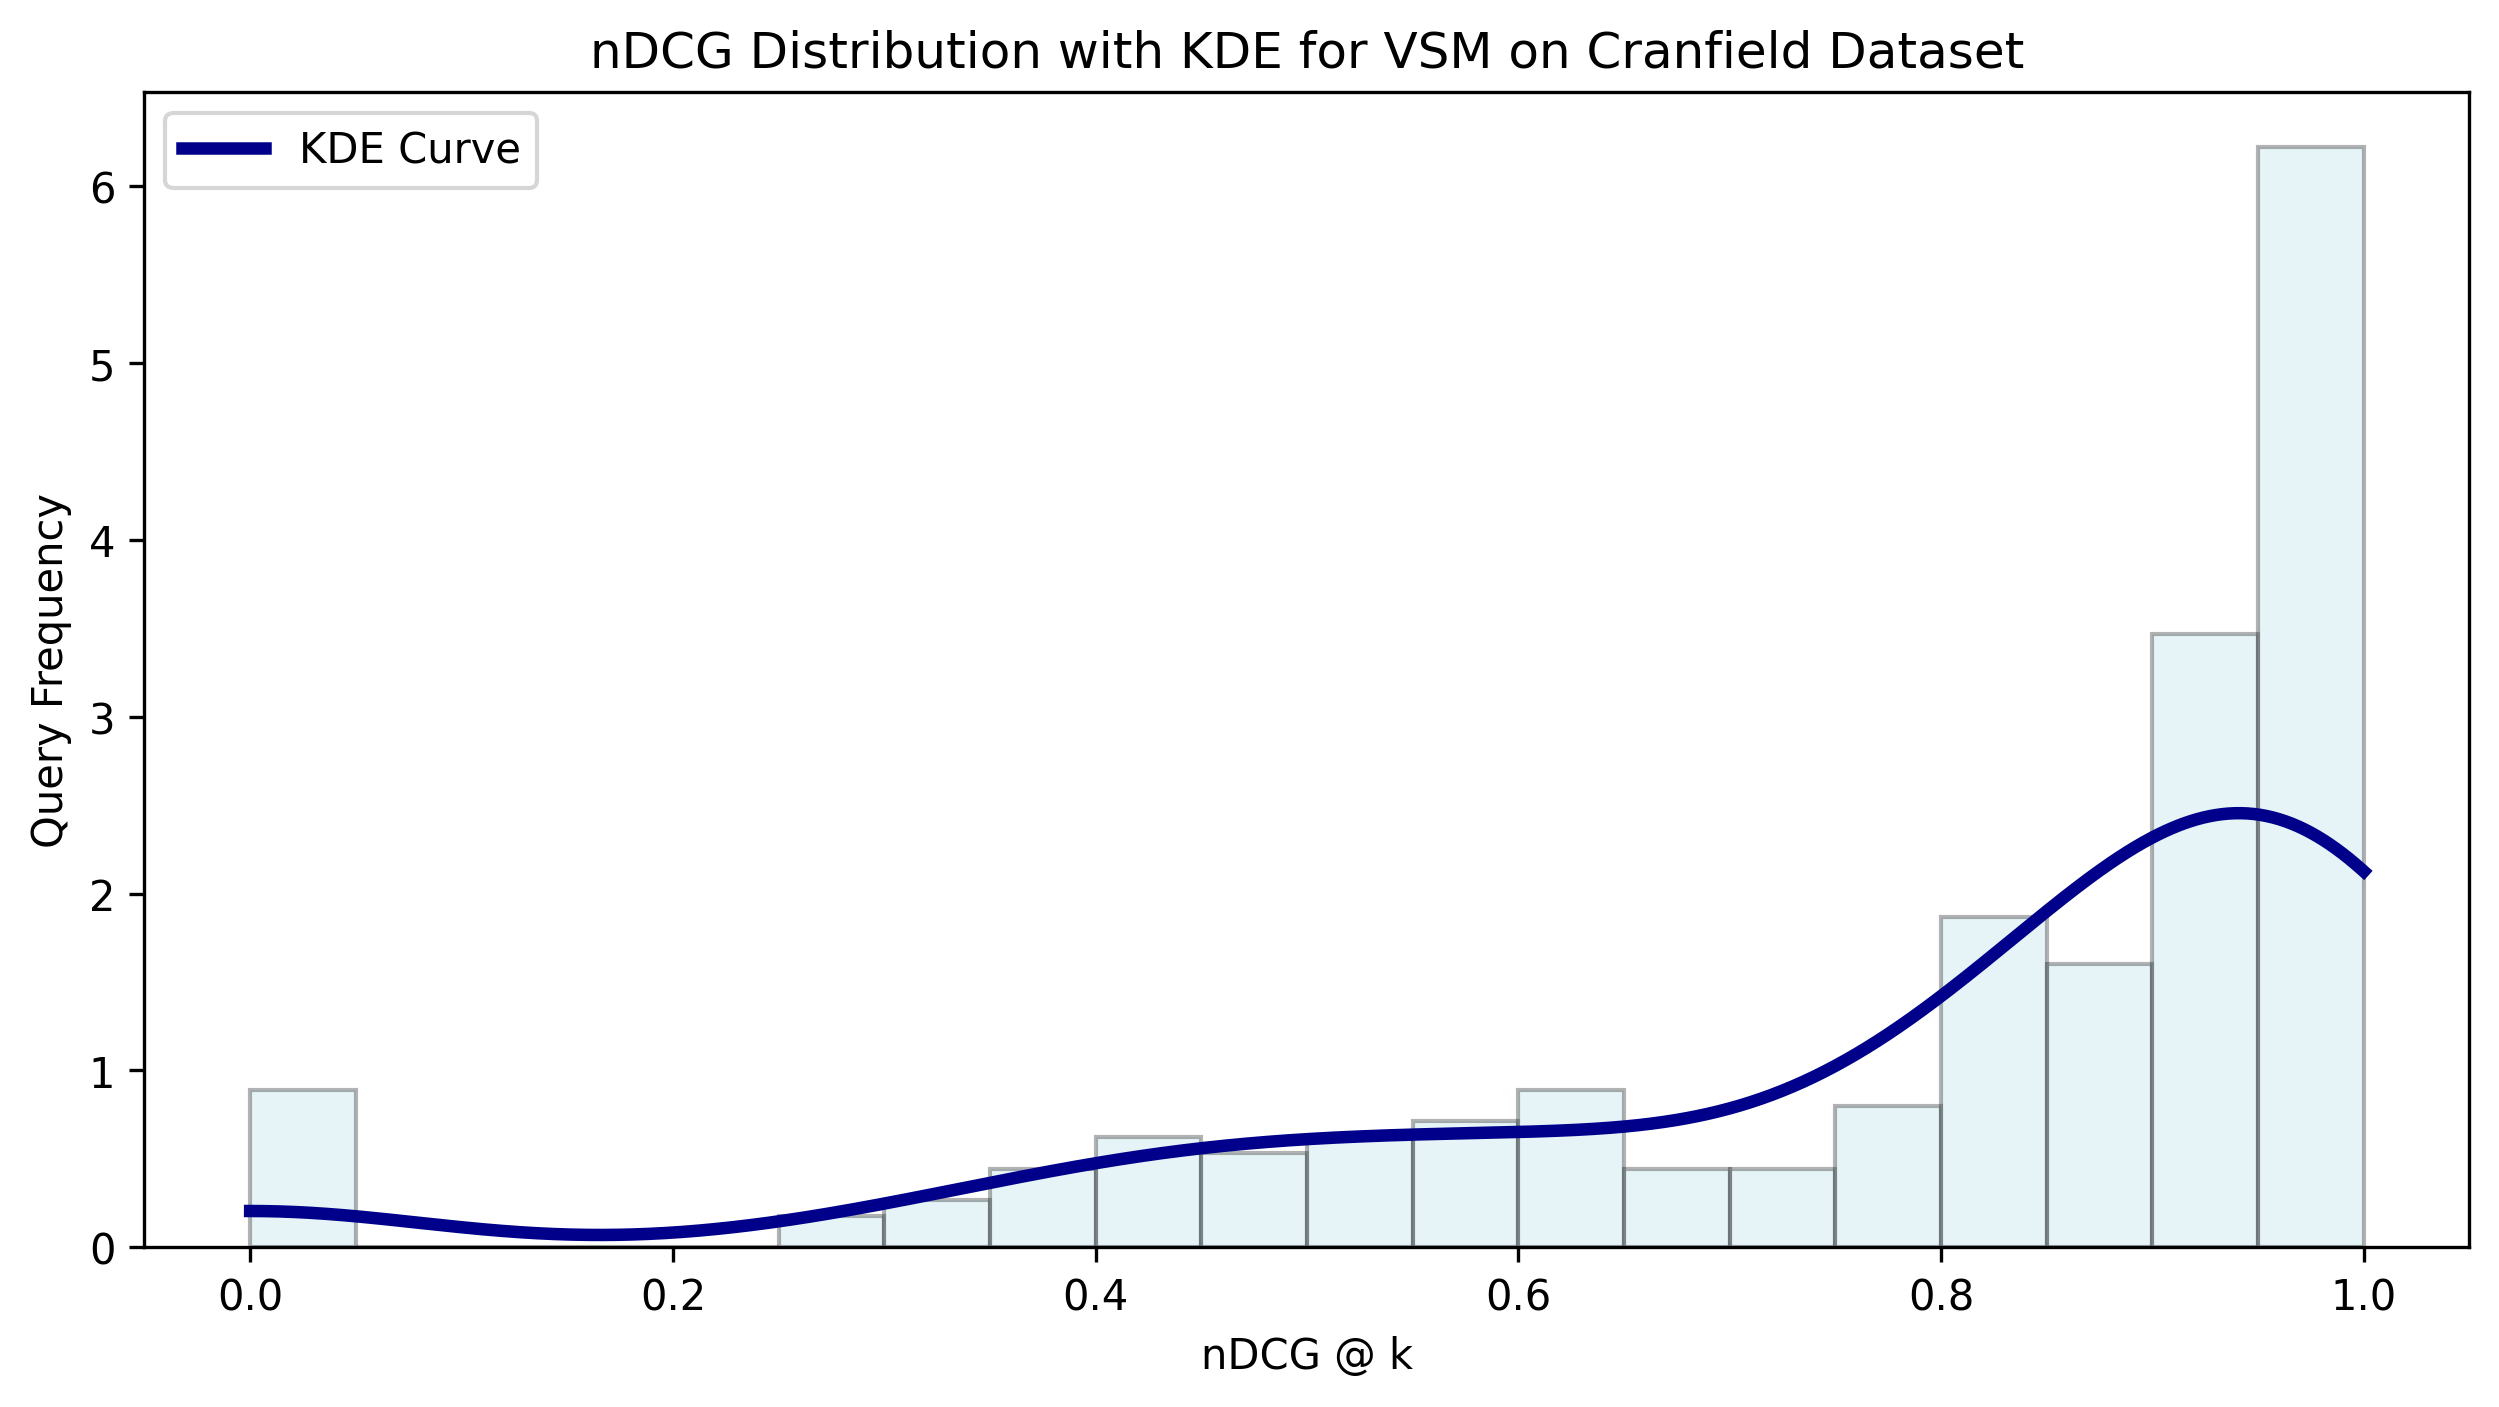 nDCG Distribution with KDE for VSM on Cranfield Dataset
KDE Curve
6
5
4
3
2
1
0
Query Frequency
0.0 0.2 0.4 0.6 0.8 1.0
nDCG @ k